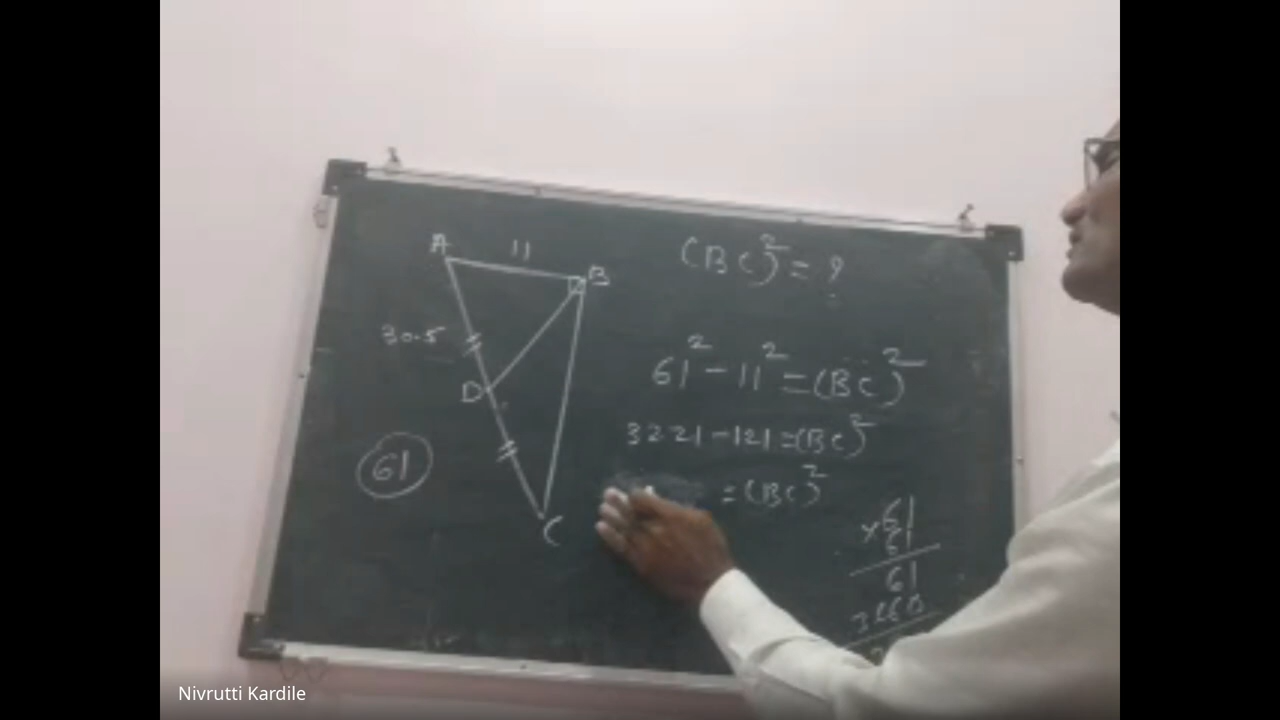 A
11
B
30.5
D
61
C
(BC)² = ?
61² - 11² = (BC)²
3221 - 121 = (BC)²
= (BC)²
61
×61
61
3660
Nivrutti Kardile